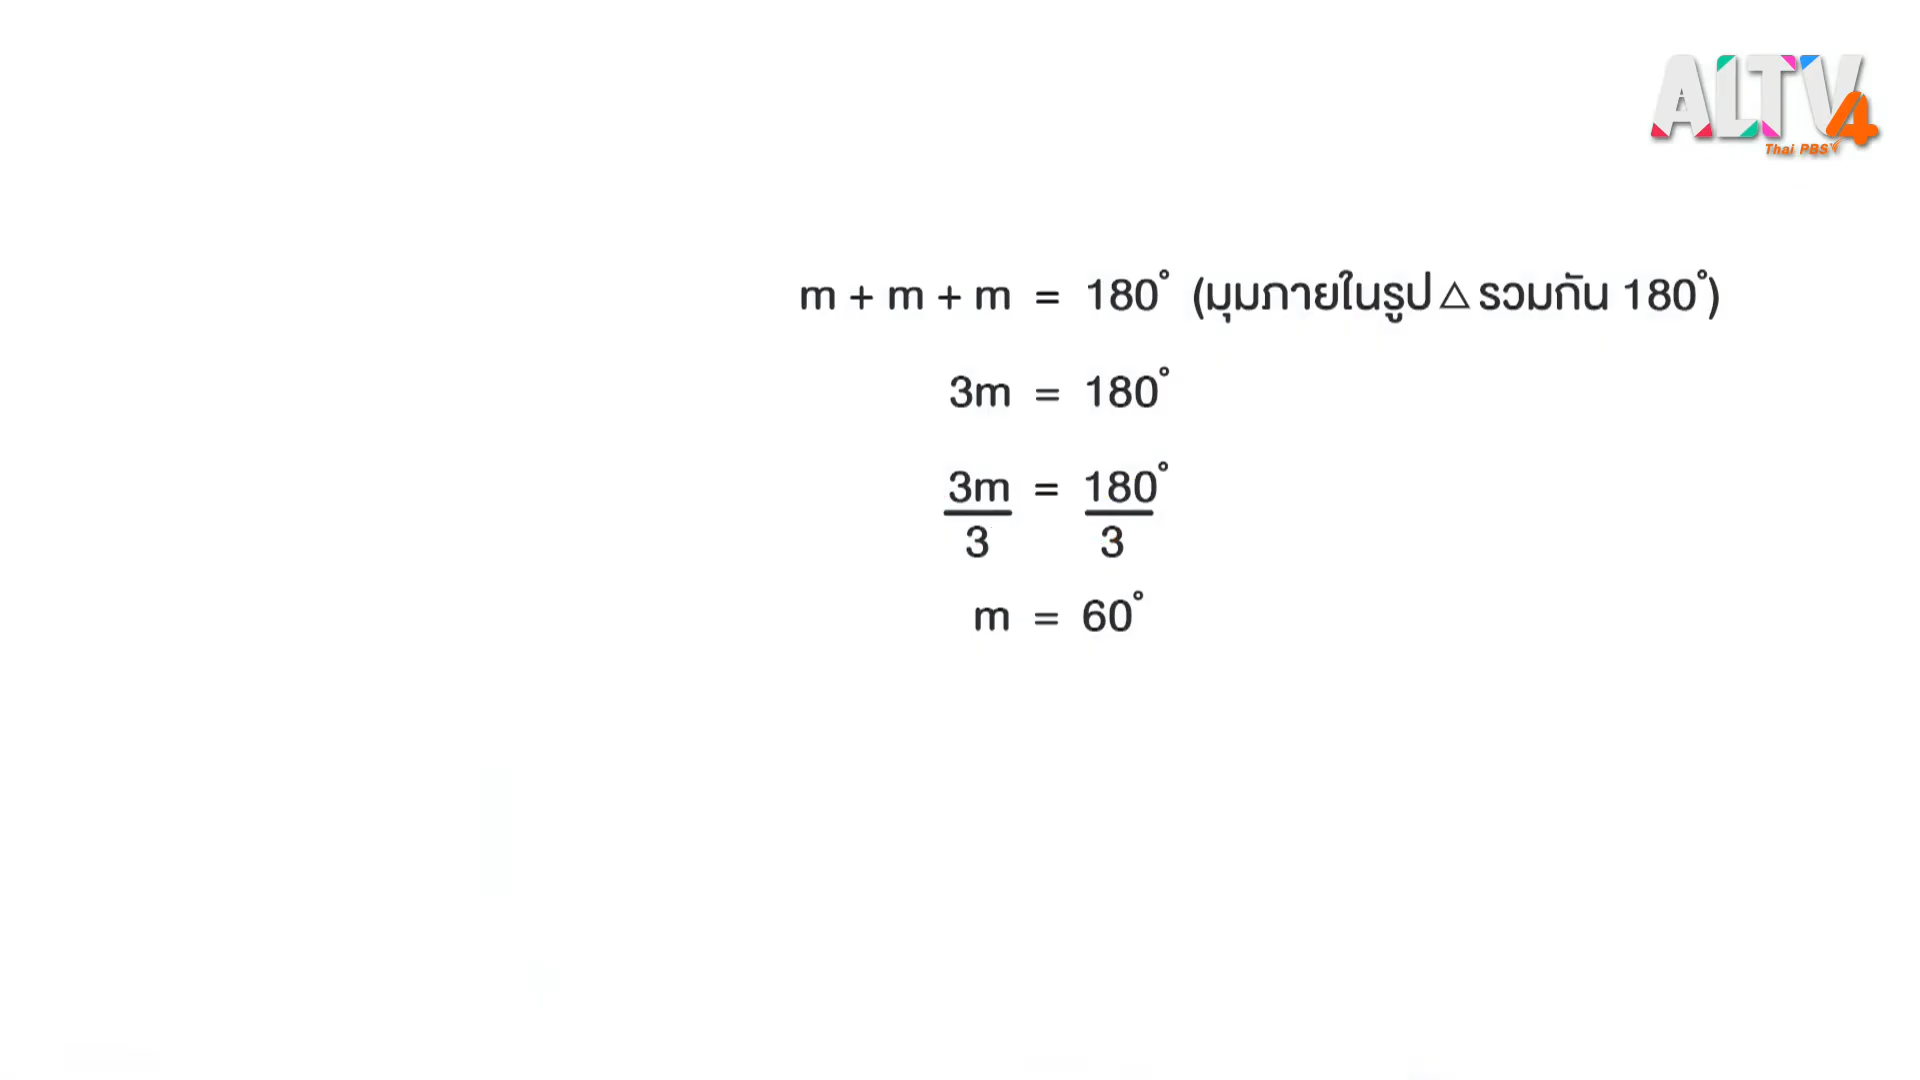 ALTV4
Thai PBS
m + m + m = 180° (มุมภายในรูป△รวมกัน 180°)
3m = 180°
3m = 180°
3 3
m = 60°